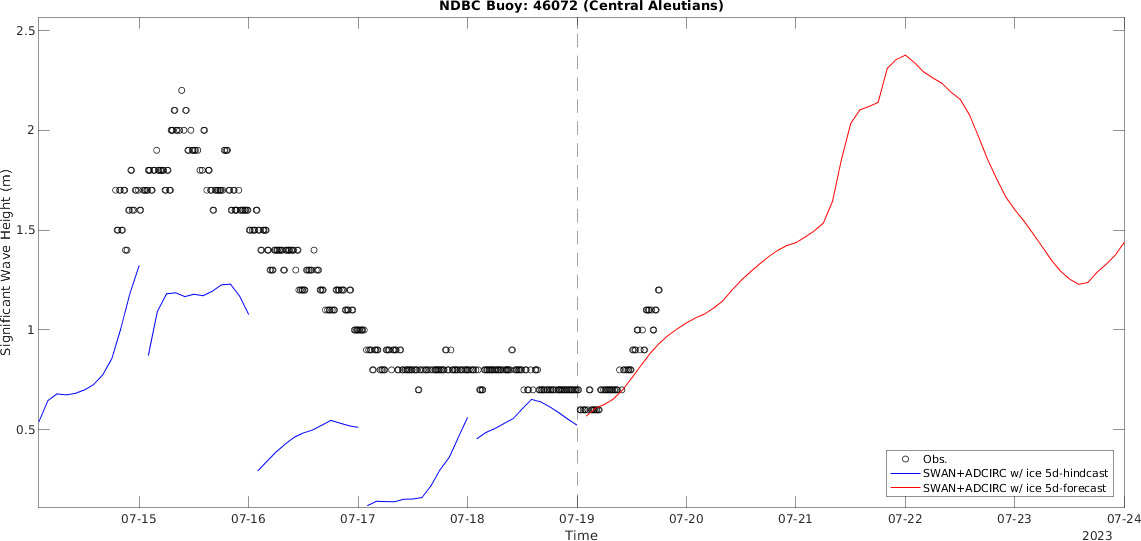 NDBC Buoy: 46072 (Central Aleutians)
2.5
2
1.5
1
0.5
Significant Wave Height (m)
Obs.
SWAN+ADCIRC w/ ice 5d-hindcast
SWAN+ADCIRC w/ ice 5d-forecast
07-15 07-16 07-17 07-18 07-19 07-20 07-21 07-22 07-23 07-24
Time
2023